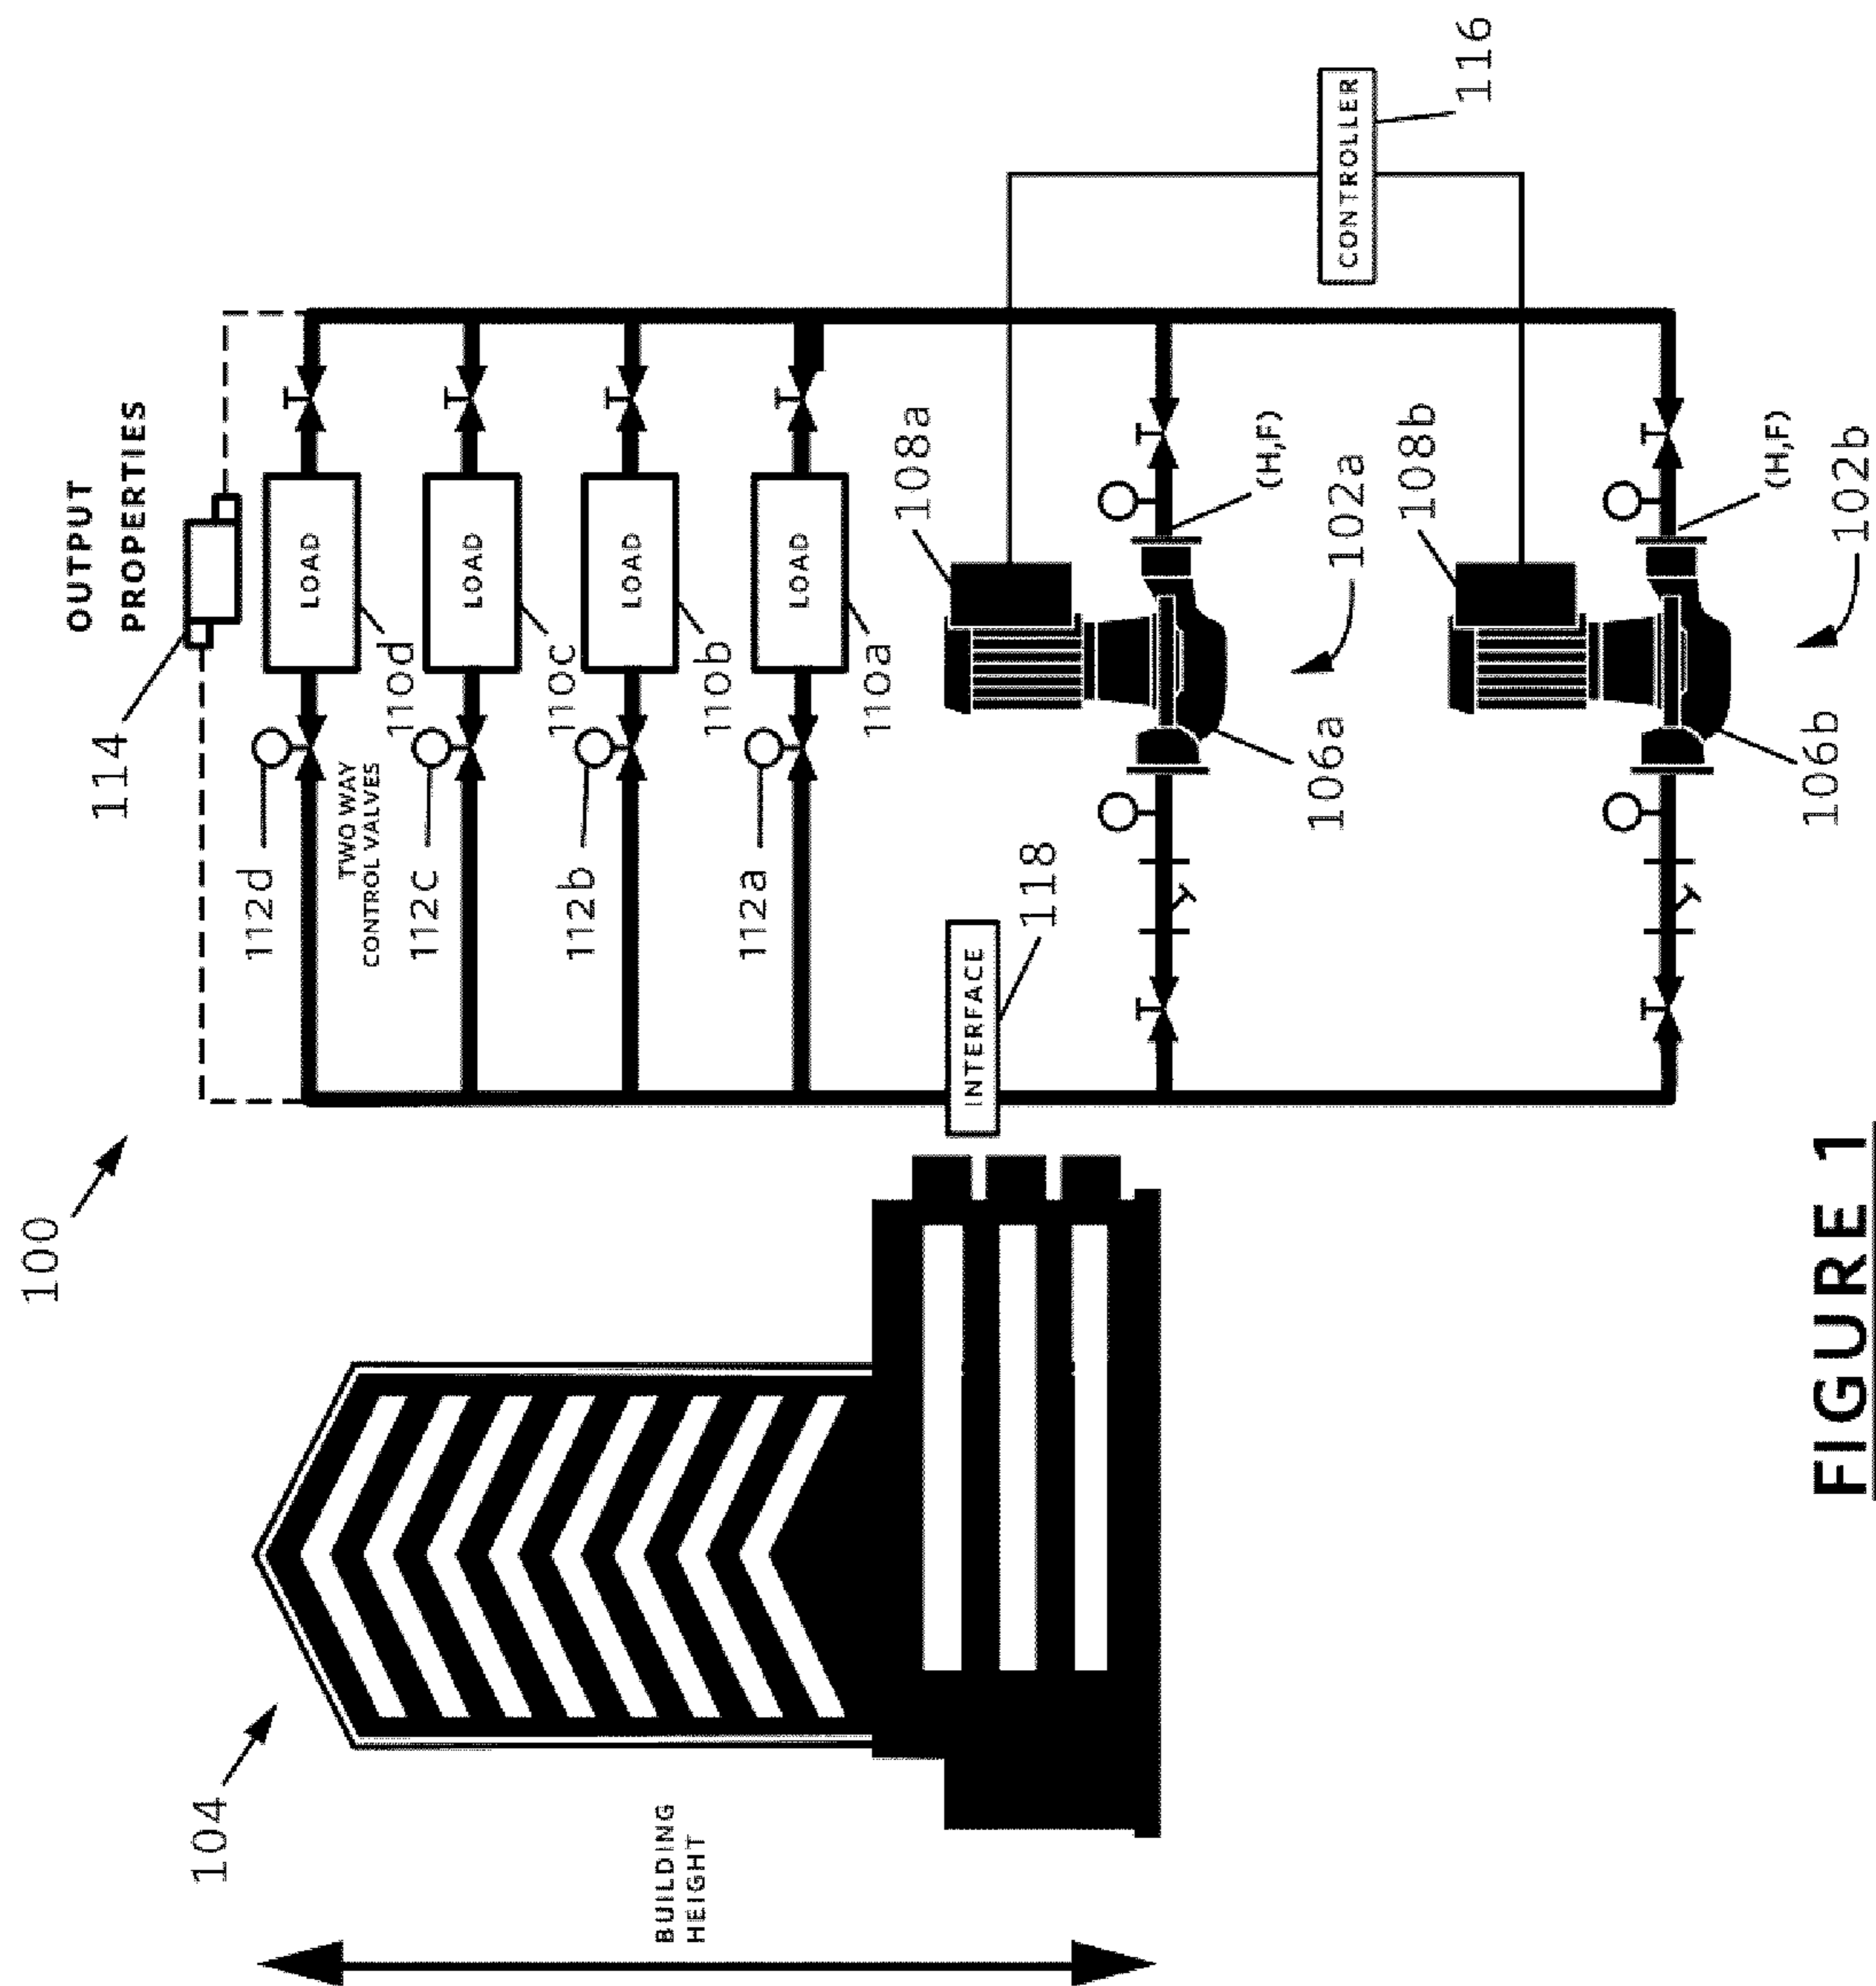 100
104
BUILDING
HEIGHT
114
OUTPUT
PROPERTIES
112d
LOAD
110d
TWO WAY
CONTROL VALVES
112c
LOAD
110c
112b
LOAD
110b
112a
LOAD
110a
INTERFACE
118
108a
106a
(H,F)
102a
CONTROLLER
116
108b
106b
(H,F)
102b
FIGURE 1